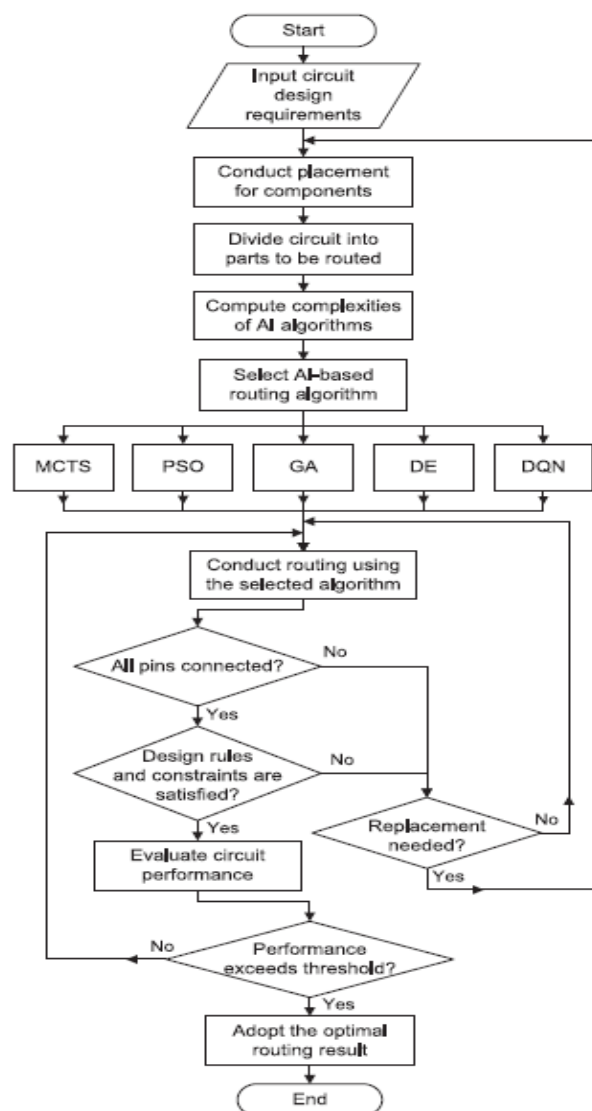 Start
Input circuit
design
requirements
Conduct placement
for components
Divide circuit into
parts to be routed
Compute complexities
of AI algorithms
Select AI–based
routing algorithm
MCTS
PSO
GA
DE
DQN
Conduct routing using
the selected algorithm
All pins connected?
No
Yes
Design rules
and constraints are
satisfied?
No
Yes
Replacement
needed?
No
Yes
Evaluate circuit
performance
Performance
exceeds threshold?
No
Yes
Adopt the optimal
routing result
End